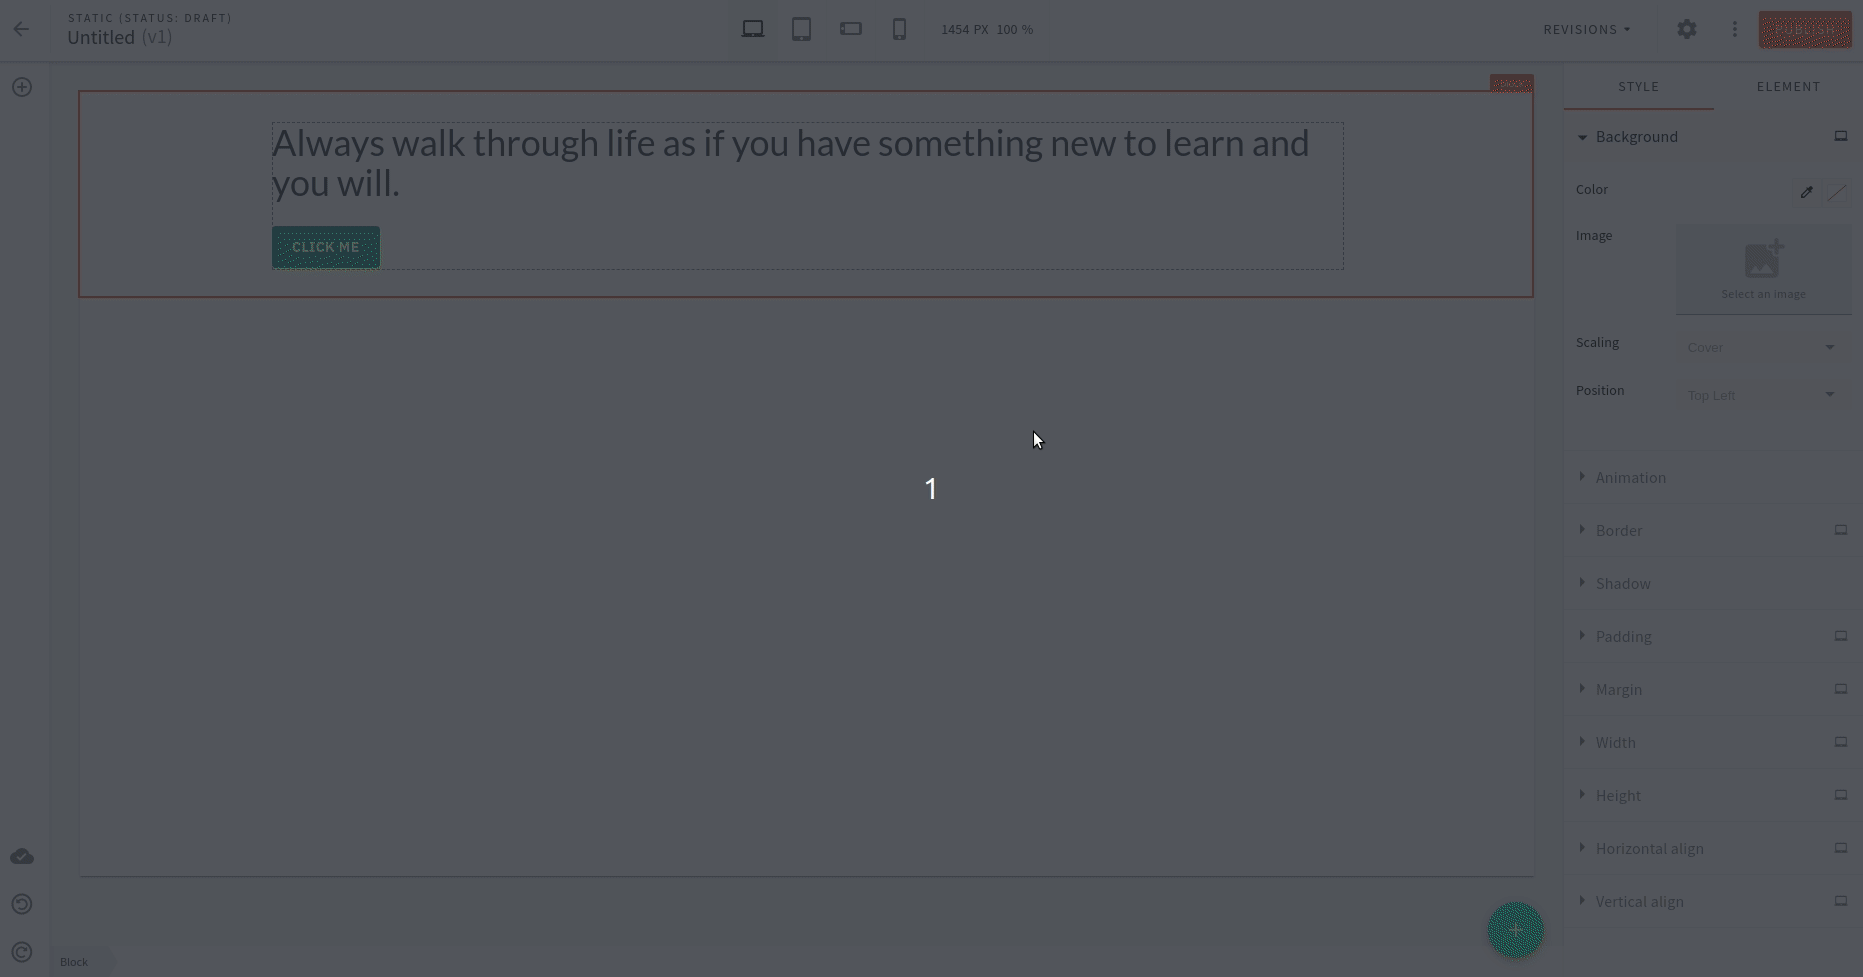 STATIC (STATUS: DRAFT)
Untitled (v1)
1454 PX 100 %
REVISIONS
PUBLISH
STYLE
ELEMENT
Always walk through life as if you have something new to learn and
you will.
CLICK ME
Background
Color
Image
Select an image
Scaling
Cover
Position
Top Left
1
Animation
Border
Shadow
Padding
Margin
Width
Height
Horizontal align
Vertical align
Block